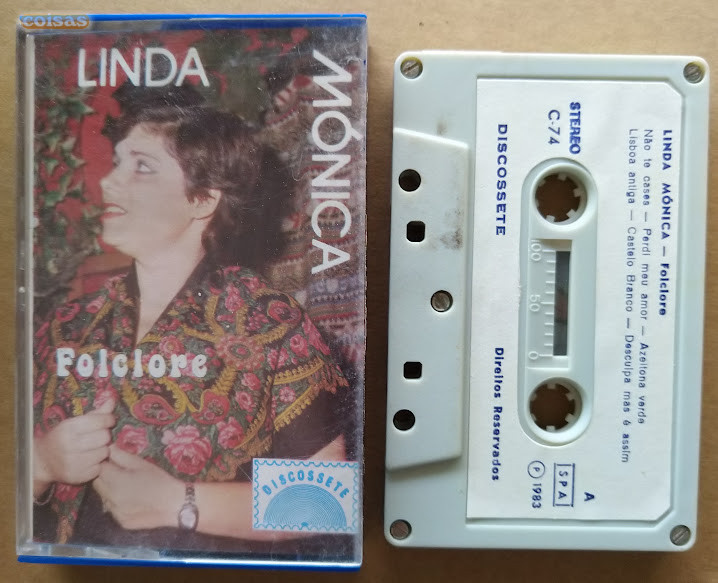 coisas
LINDA
MÓNICA
Folclore
DISCOSSETE
LINDA MÓNICA — Folclore
Não te cases — Perdi meu amor — Azeitona verde
Lisboa antiga — Castelo Branco — Desculpa mas é assim
STEREO
C-74
DISCOSSETE
Direitos Reservados
A
SPA
Ⓟ 1983
100
50
0